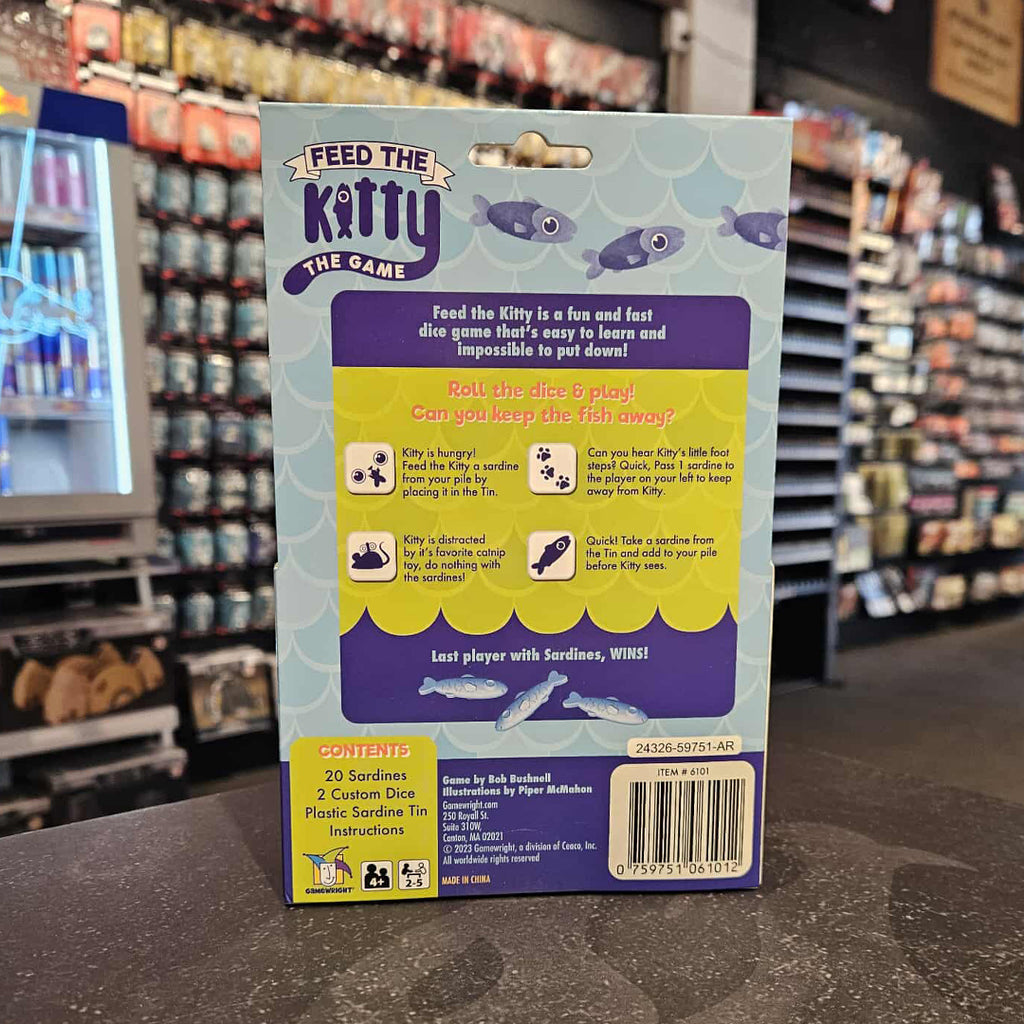 FEED THE
Kitty
THE GAME
Feed the Kitty is a fun and fast
dice game that's easy to learn and
impossible to put down!
Roll the dice & play!
Can you keep the fish away?
Kitty is hungry!
Feed the Kitty a sardine
from your pile by
placing it in the Tin.
Can you hear Kitty's little foot
steps? Quick, Pass 1 sardine to
the player on your left to keep
away from Kitty.
Kitty is distracted
by it's favorite catnip
toy, do nothing with
the sardines!
Quick! Take a sardine from
the Tin and add to your pile
before Kitty sees.
Last player with Sardines, WINS!
CONTENTS
20 Sardines
2 Custom Dice
Plastic Sardine Tin
Instructions
GAMEWRIGHT
4+
2-5
Game by Bob Bushnell
Illustrations by Piper McMahon
Gamewright.com
250 Royall St.
Suite 310W,
Canton, MA 02021
© 2023 Gamewright, a division of Ceaco, Inc.
All worldwide rights reserved
MADE IN CHINA
24326-59751-AR
ITEM # 6101
0 759751 061012